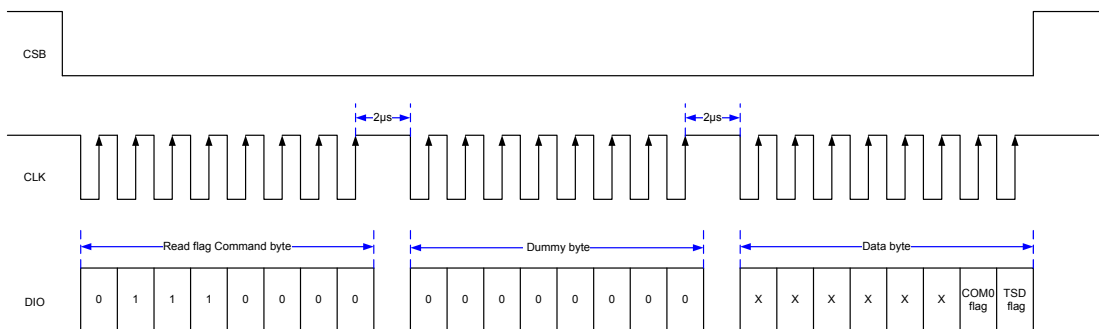 CSB
2µs 2µs
CLK
Read flag Command byte Dummy byte Data byte
DIO 0 1 1 1 0 0 0 0 0 0 0 0 0 0 0 0 X X X X X X COM0 flag TSD flag